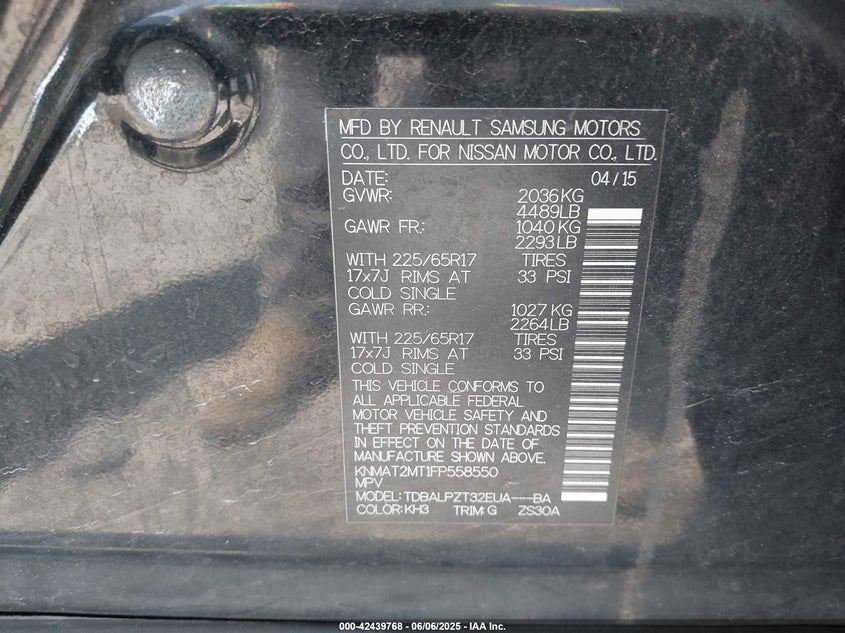 MFD BY RENAULT SAMSUNG MOTORS
CO., LTD. FOR NISSAN MOTOR CO., LTD.
DATE: 04/15
GVWR: 2036KG
4489LB
GAWR FR.: 1040KG
2293LB
WITH 225/65R17 TIRES
17x7J RIMS AT 33 PSI
COLD SINGLE
GAWR RR.: 1027KG
2264LB
WITH 225/65R17 TIRES
17x7J RIMS AT 33 PSI
COLD SINGLE
THIS VEHICLE CONFORMS TO
ALL APPLICABLE FEDERAL
MOTOR VEHICLE SAFETY AND
THEFT PREVENTION STANDARDS
IN EFFECT ON THE DATE OF
MANUFACTURE SHOWN ABOVE.
KNMAT2MT1FP558550
MPV
MODEL: TDBALPZT32EUA---BA
COLOR: KH3 TRIM: G ZS30A
000-42439768 - 06/06/2025 - IAA Inc.